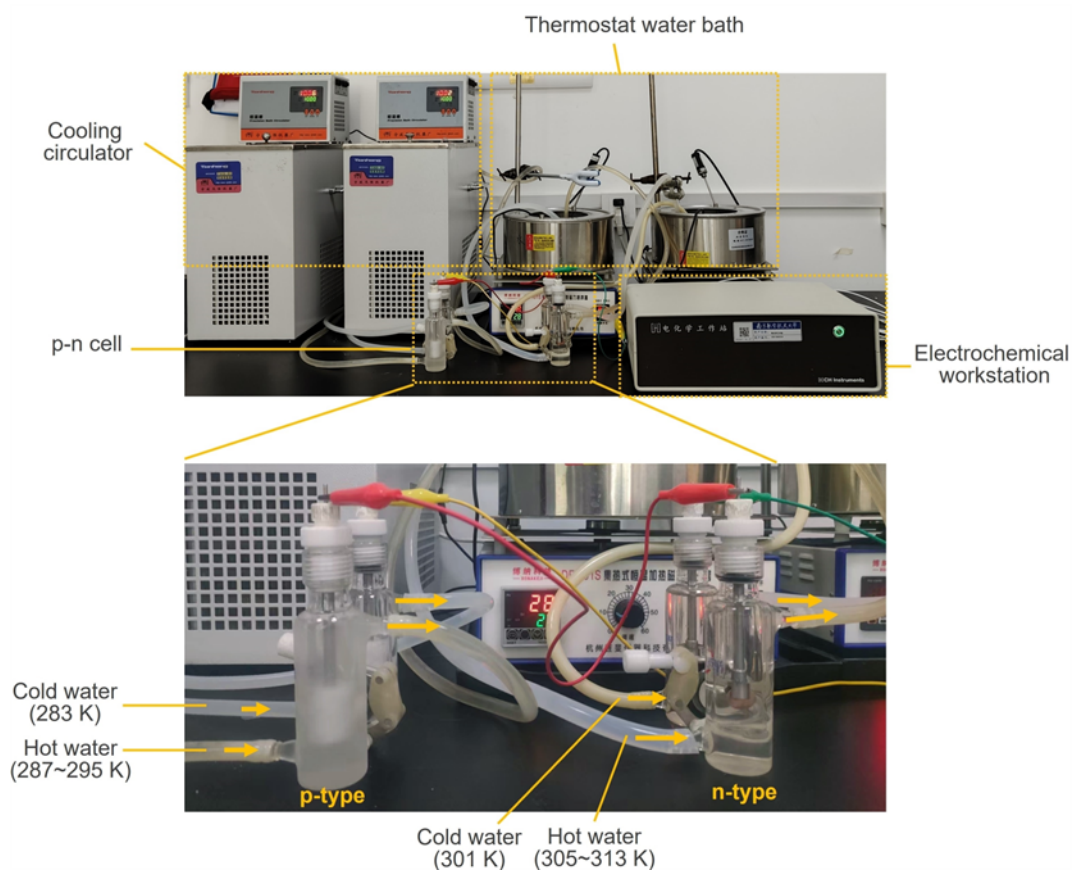 Thermostat water bath
Cooling
circulator
p-n cell
电化学工作站
CH Instruments
Electrochemical
workstation
Cold water
(283 K)
Hot water
(287~295 K)
p-type
n-type
Cold water
(301 K)
Hot water
(305~313 K)